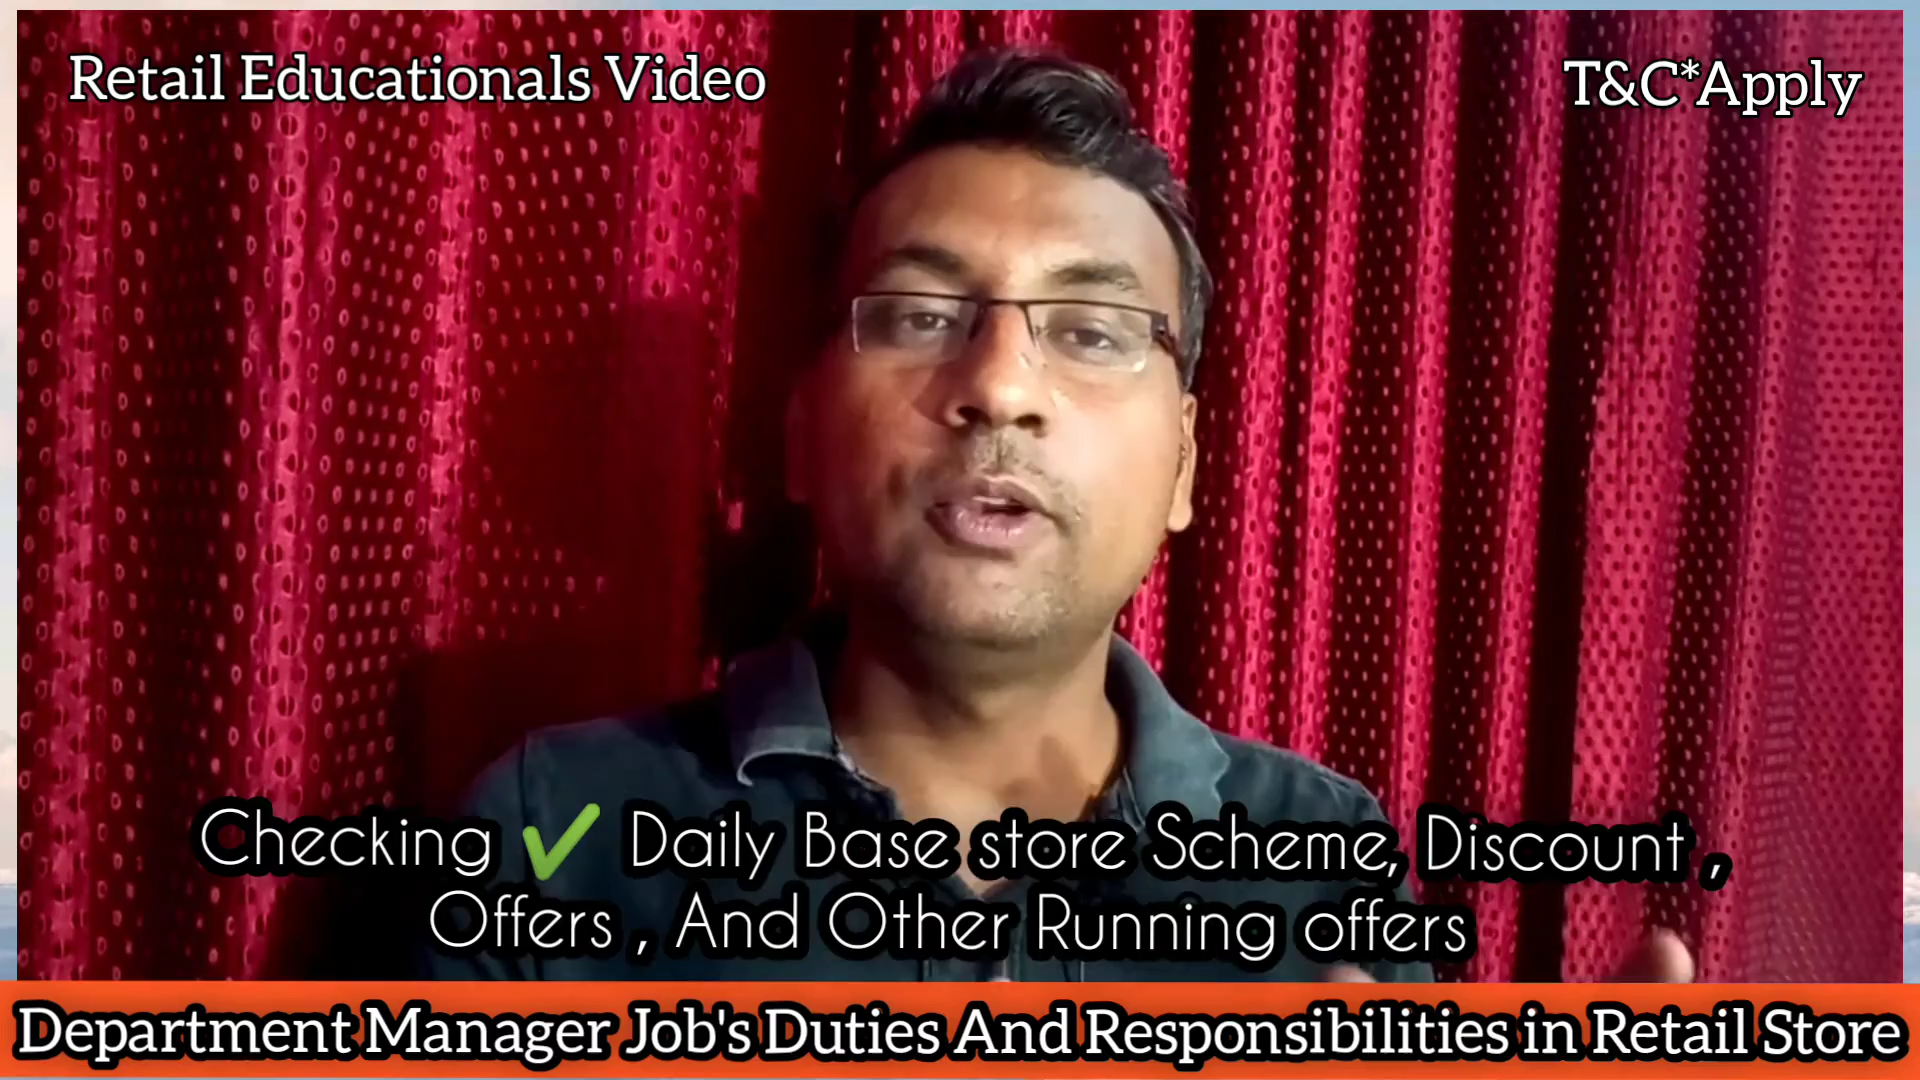 Retail Educationals Video
T&C*Apply
Checking ✔ Daily Base store Scheme, Discount ,
Offers , And Other Running offers
Department Manager Job's Duties And Responsibilities in Retail Store